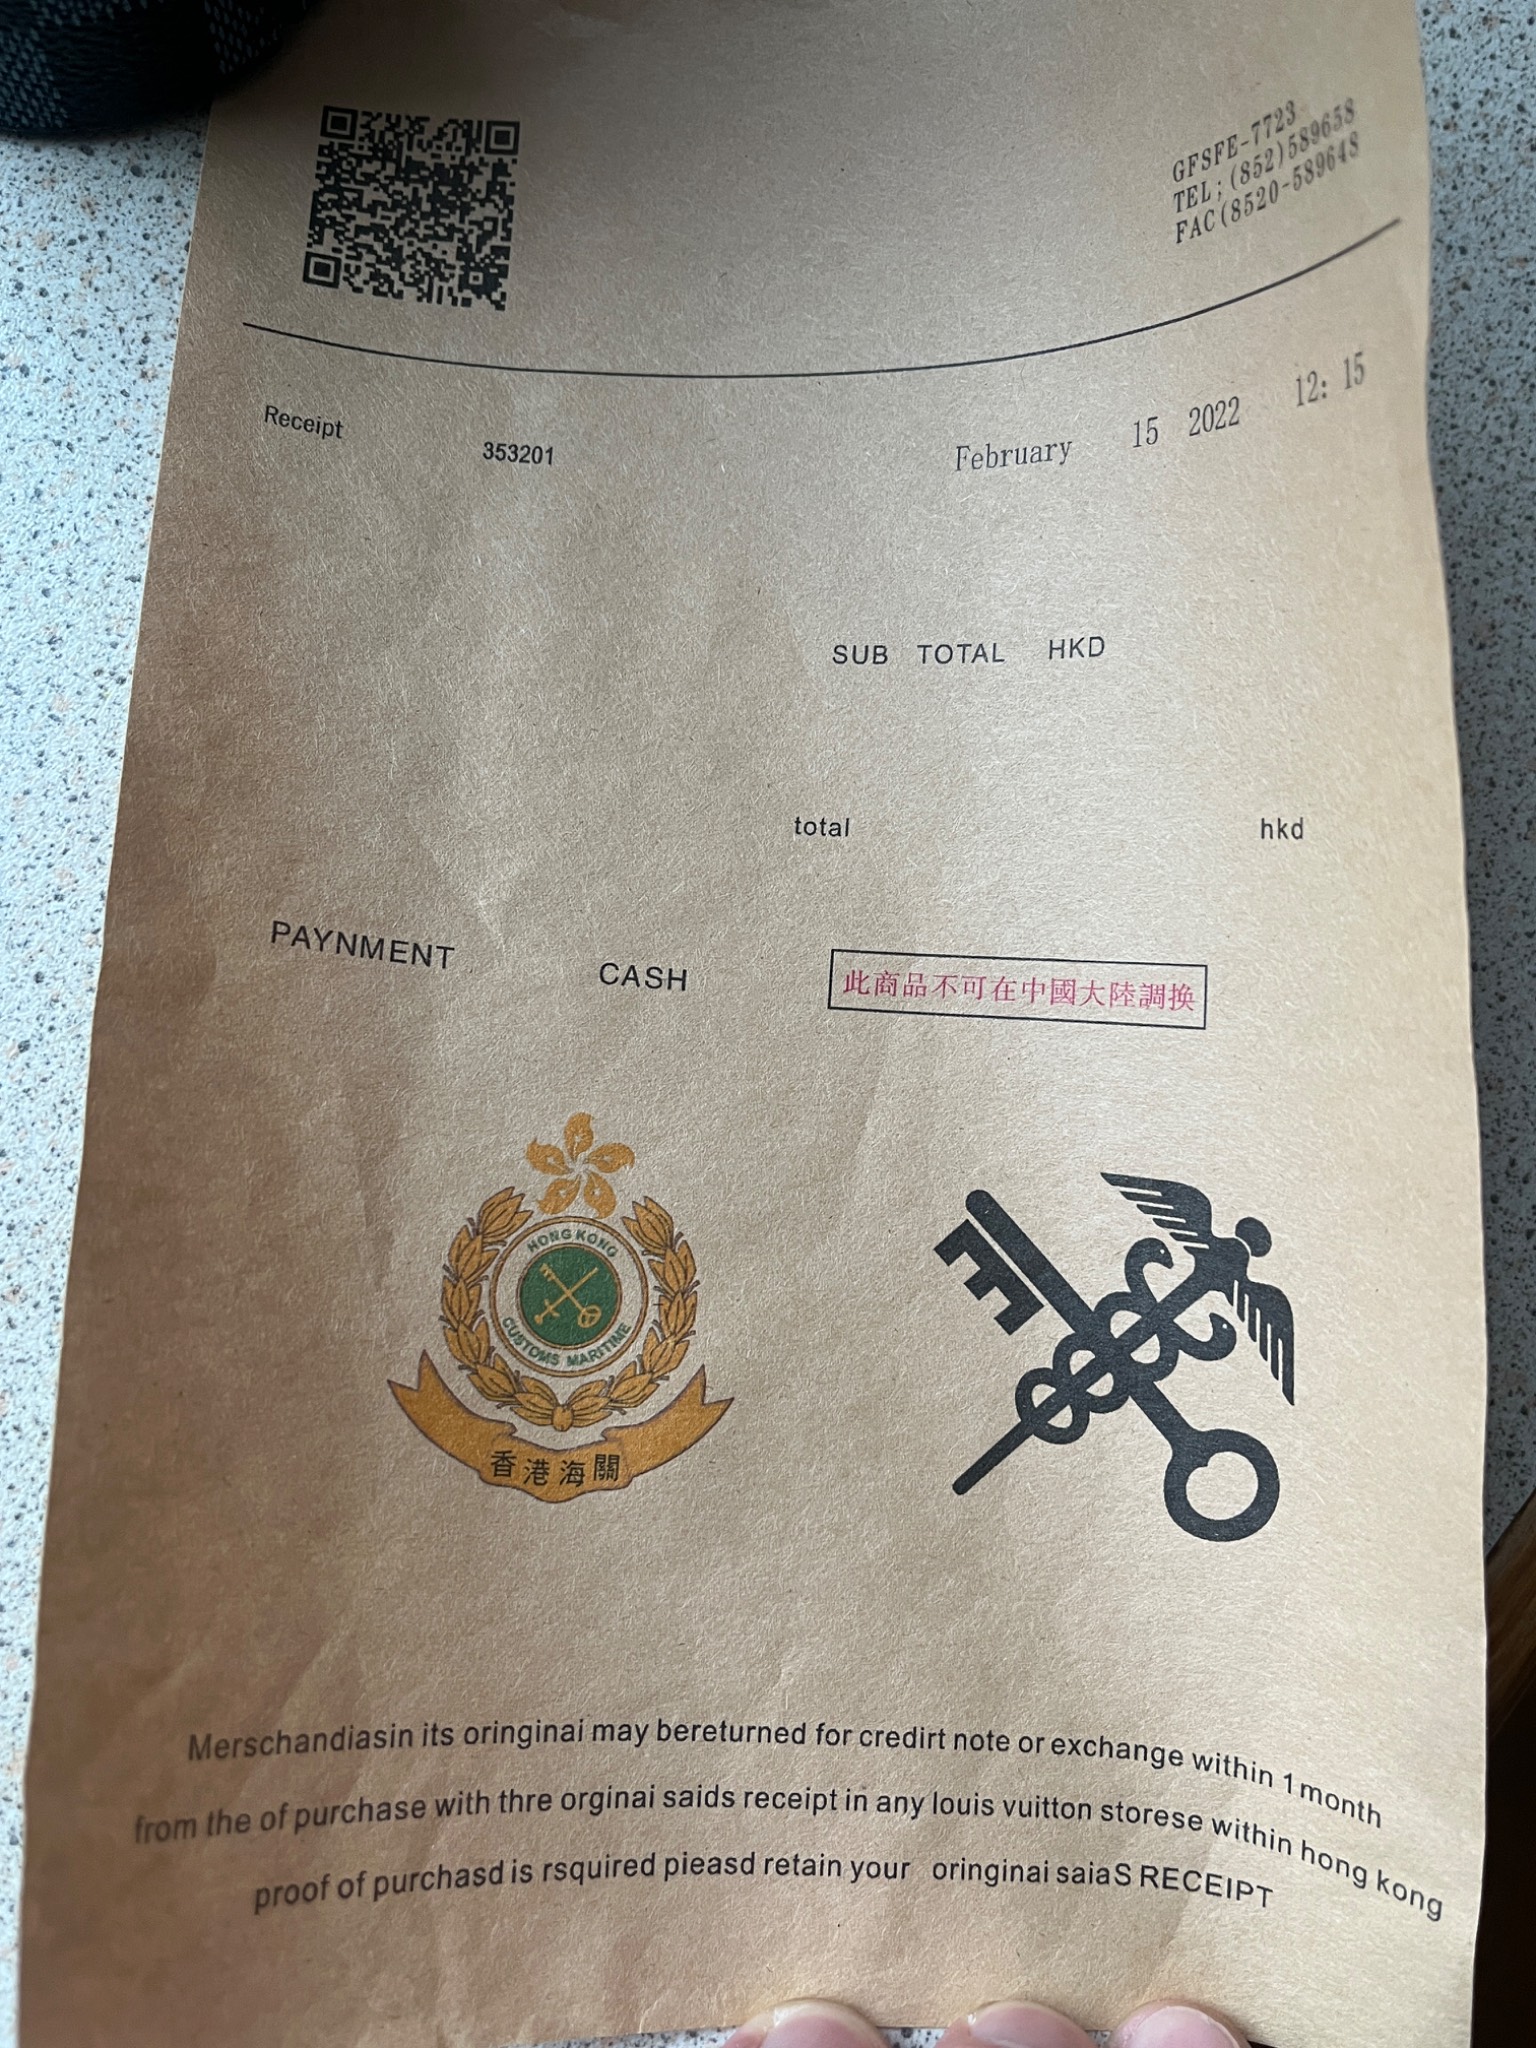 GFSFE-7723
TEL;(852)589658
FAC(8520-589648
Receipt 353201 February 15 2022 12: 15
SUB TOTAL HKD
total hkd
PAYNMENT CASH 此商品不可在中國大陸調換
HONG KONG
CUSTOMS MARITIME
香港海關
Merschandiasin its oringinai may bereturned for credirt note or exchange within 1 month
from the of purchase with thre orginai saids receipt in any louis vuitton storese within hong kong
proof of purchasd is rsquired pieasd retain your oringinai saiaS RECEIPT